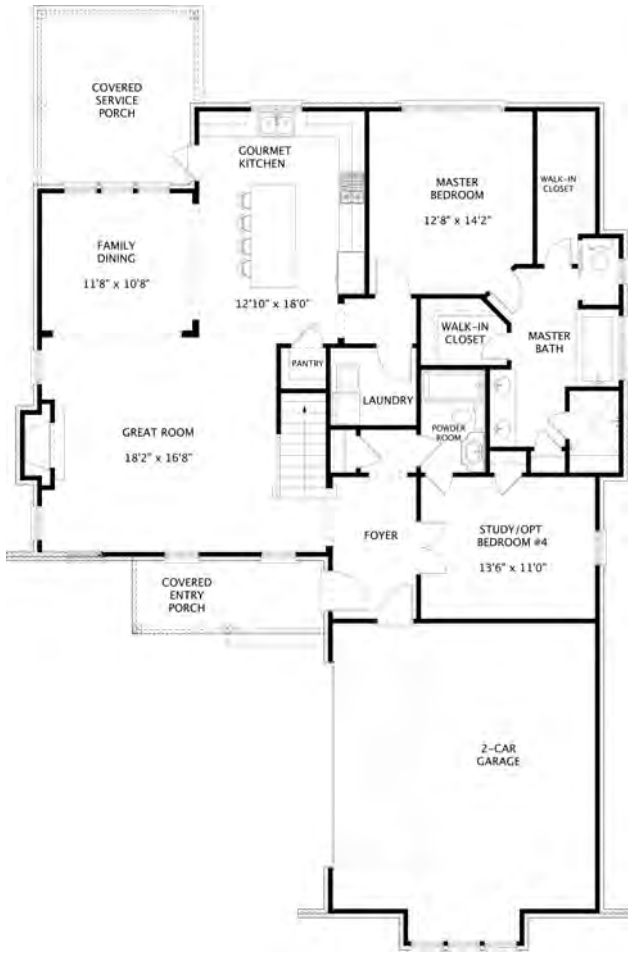 COVERED
SERVICE
PORCH
GOURMET
KITCHEN
12'10" x 18'0"
MASTER
BEDROOM
12'8" x 14'2"
WALK-IN
CLOSET
FAMILY
DINING
11'8" x 10'8"
WALK-IN
CLOSET
MASTER
BATH
PANTRY
LAUNDRY
POWDER
ROOM
GREAT ROOM
18'2" x 16'8"
FOYER
STUDY/OPT
BEDROOM #4
13'6" x 11'0"
COVERED
ENTRY
PORCH
2-CAR
GARAGE